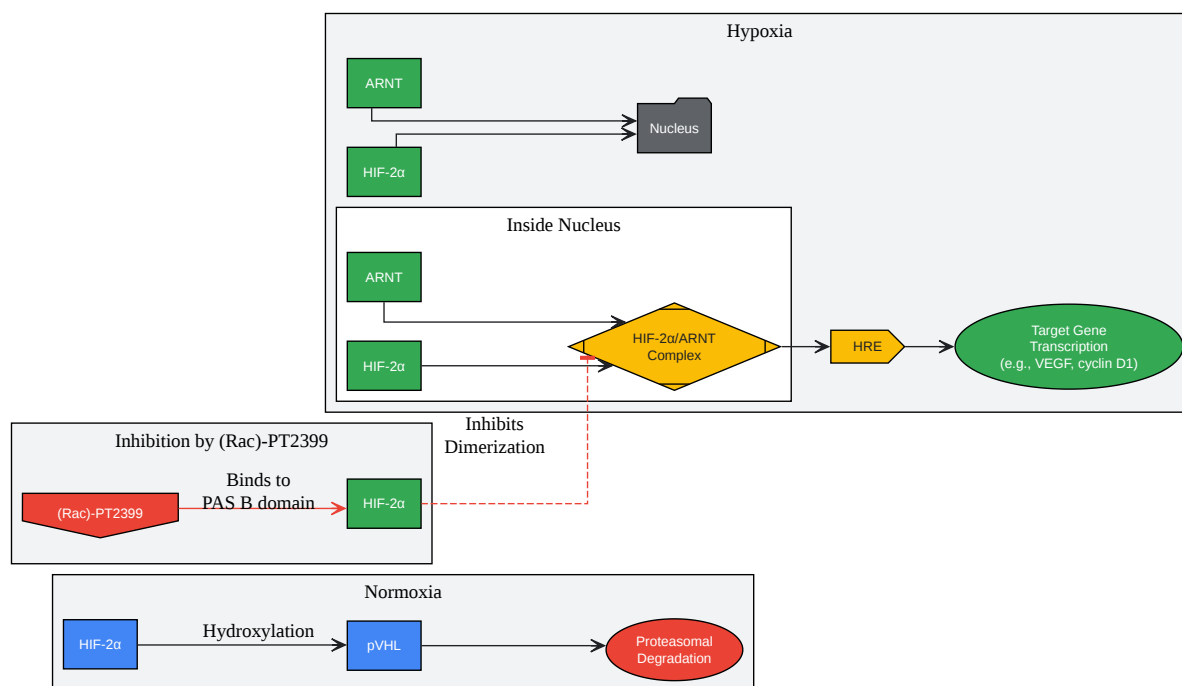 Hypoxia
ARNT
Nucleus
HIF-2α
Inside Nucleus
ARNT
HIF-2α/ARNT
Complex
HIF-2α
HRE
Target Gene
Transcription
(e.g., VEGF, cyclin D1)
Inhibits
Dimerization
Inhibition by (Rac)-PT2399
(Rac)-PT2399
Binds to
PAS B domain
HIF-2α
Normoxia
HIF-2α
Hydroxylation
pVHL
Proteasomal
Degradation